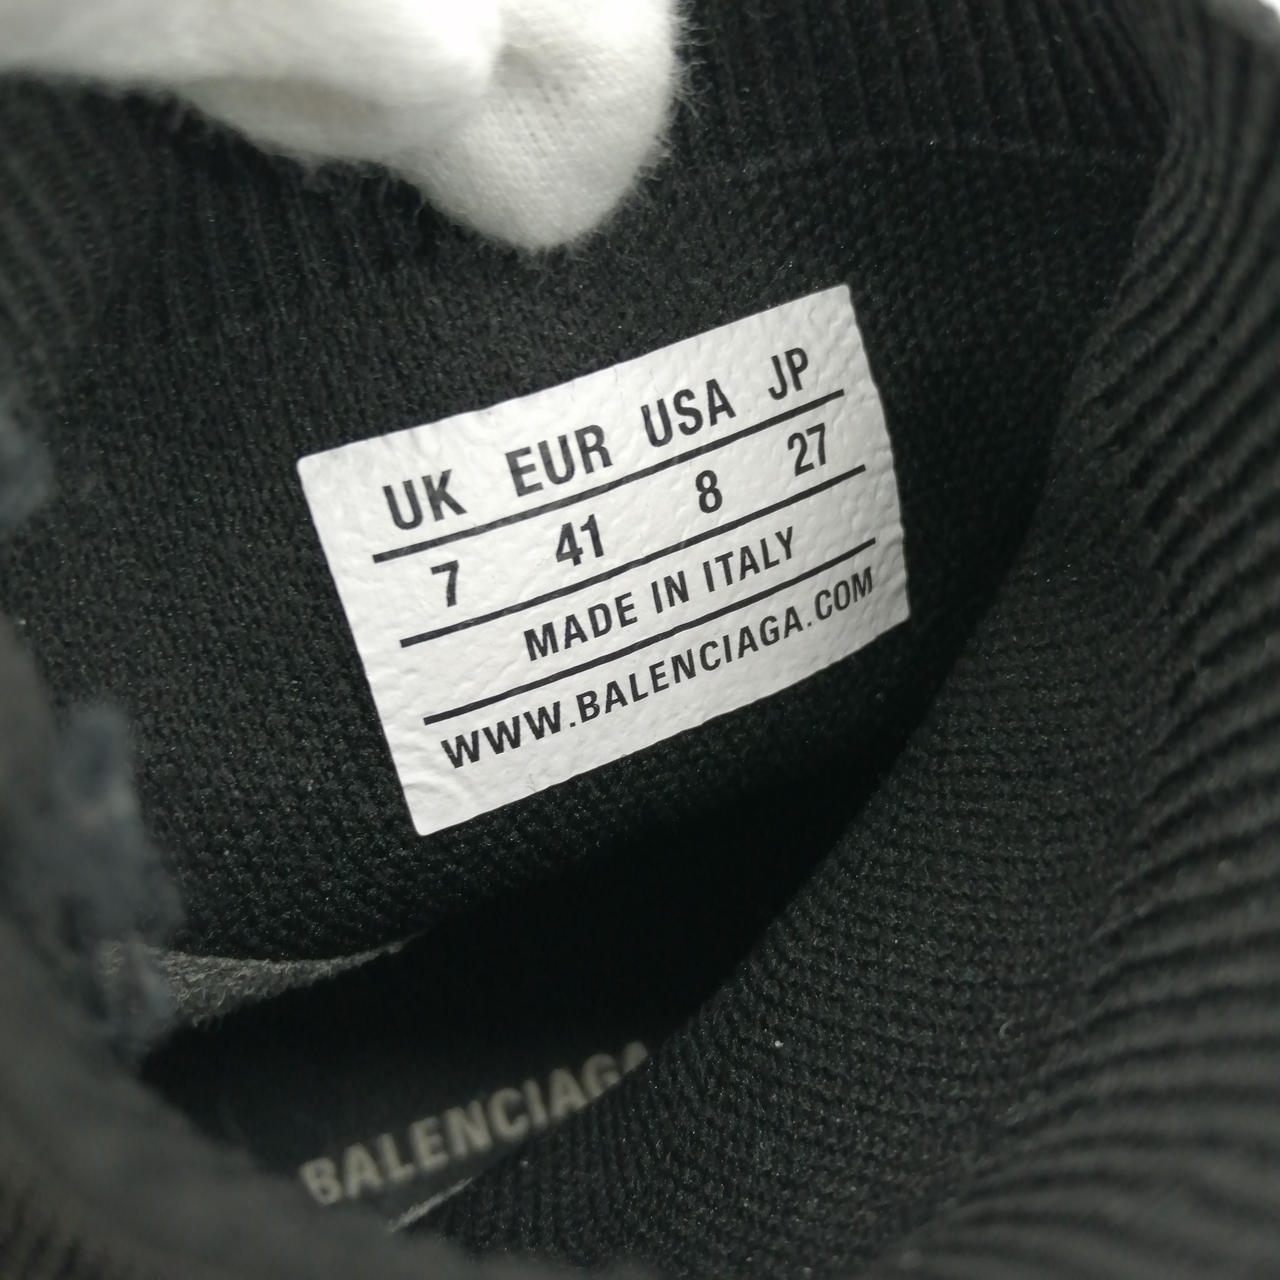 UK EUR USA JP
7 41 8 27
MADE IN ITALY
WWW.BALENCIAGA.COM
BALENCIAGA